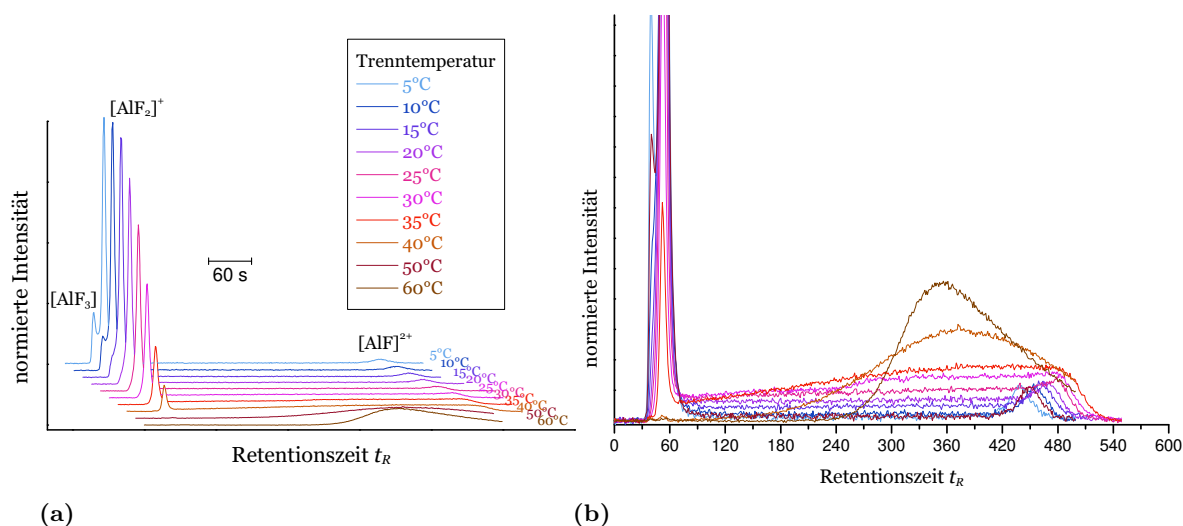 Trenntemperatur
5°C
10°C
15°C
20°C
25°C
30°C
35°C
40°C
50°C
60°C
[AlF₂]⁺
[AlF₃]
[AlF]²⁺
60 s
5°C
10°C
15°C
20°C
25°C
30°C
35°C
40°C
50°C
60°C
normierte Intensität
Retentionszeit tR
(a)
normierte Intensität
0 60 120 180 240 300 360 420 480 540 600
Retentionszeit tR
(b)